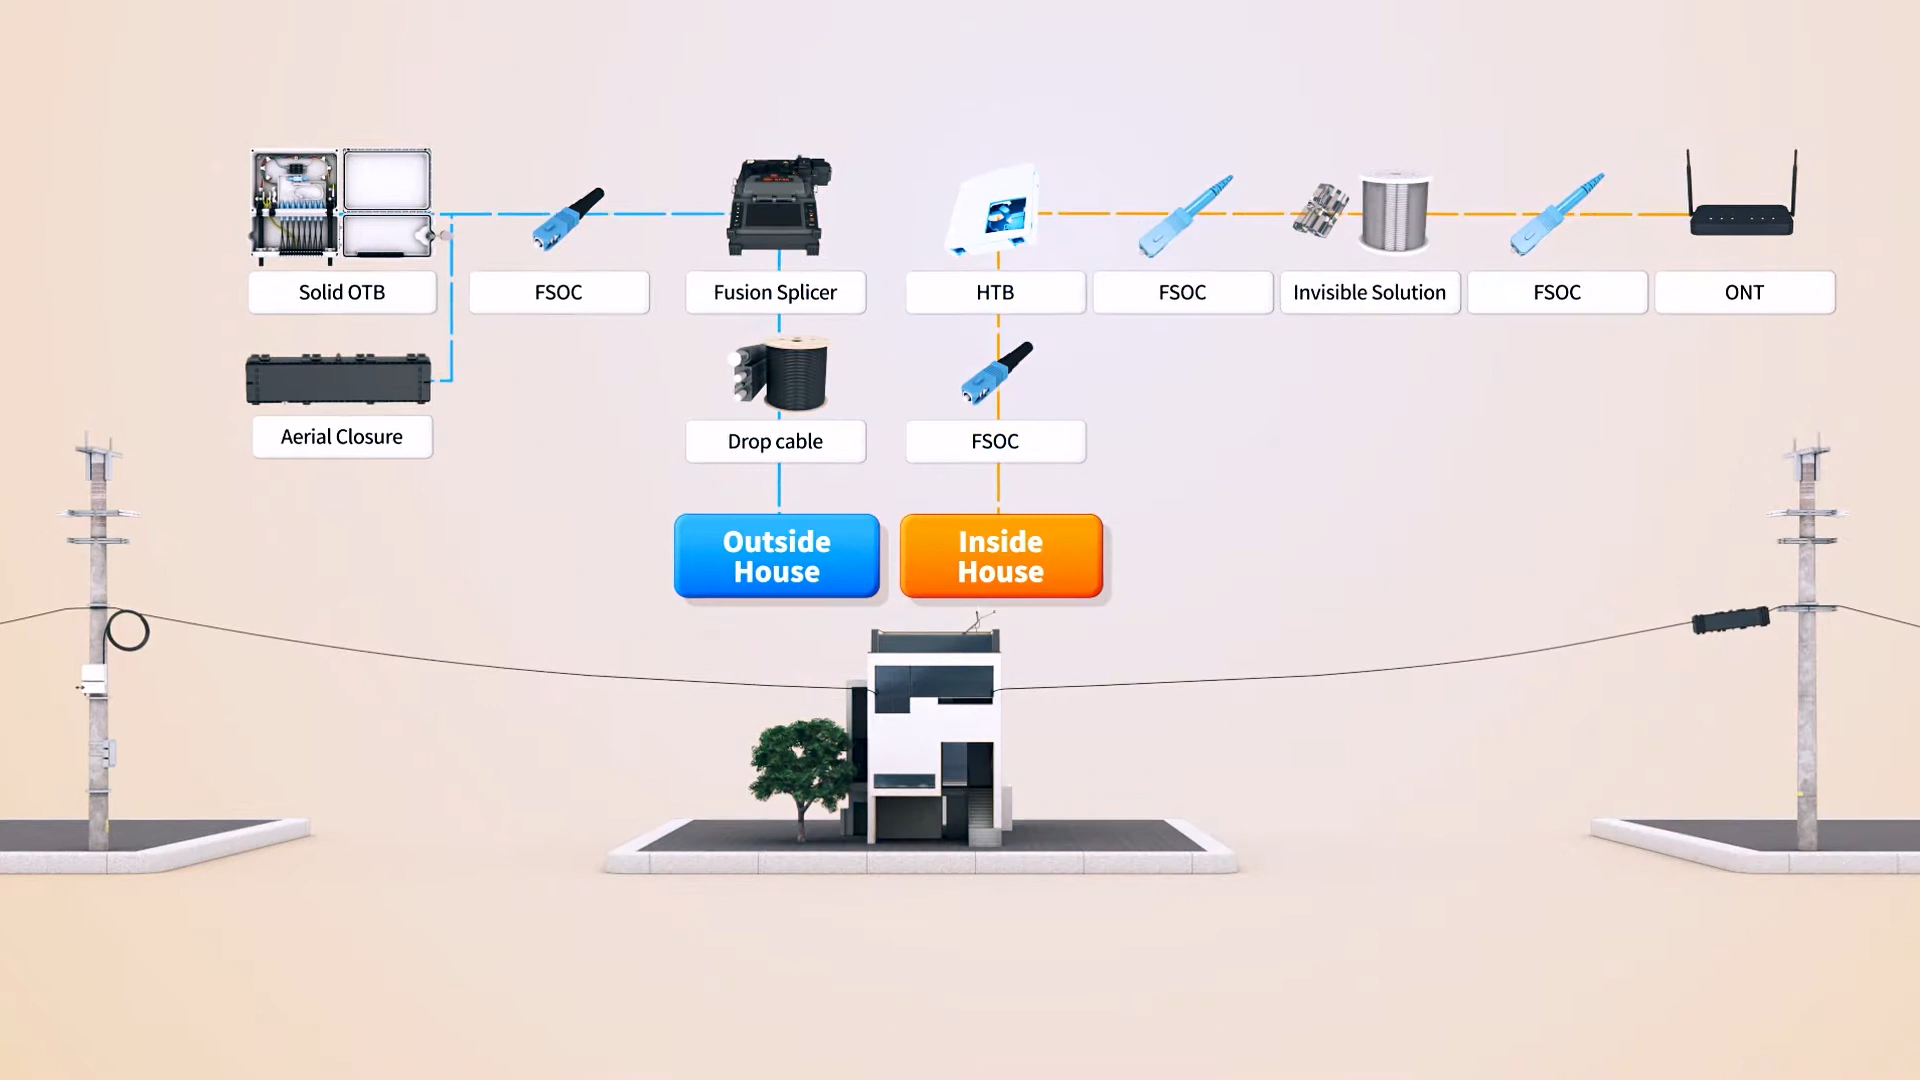 Solid OTB
FSOC
Fusion Splicer
HTB
FSOC
Invisible Solution
FSOC
ONT
Aerial Closure
Drop cable
FSOC
Outside
House
Inside
House